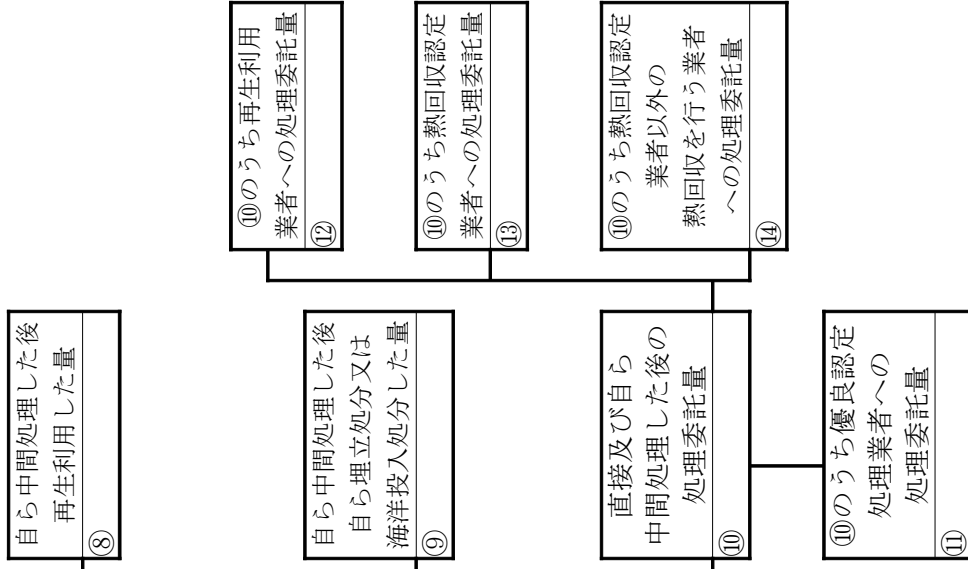 自ら中間処理した後
再生利用した量
⑧
自ら中間処理した後
自ら埋立処分又は
海洋投入処分した量
⑨
直接及び自ら
中間処理した後の
処理委託量
⑩
⑩のうち優良認定
処理業者への
処理委託量
⑪
⑩のうち再生利用
業者への処理委託量
⑫
⑩のうち熱回収認定
業者への処理委託量
⑬
⑩のうち熱回収認定
業者以外の
熱回収を行う業者
への処理委託量
⑭